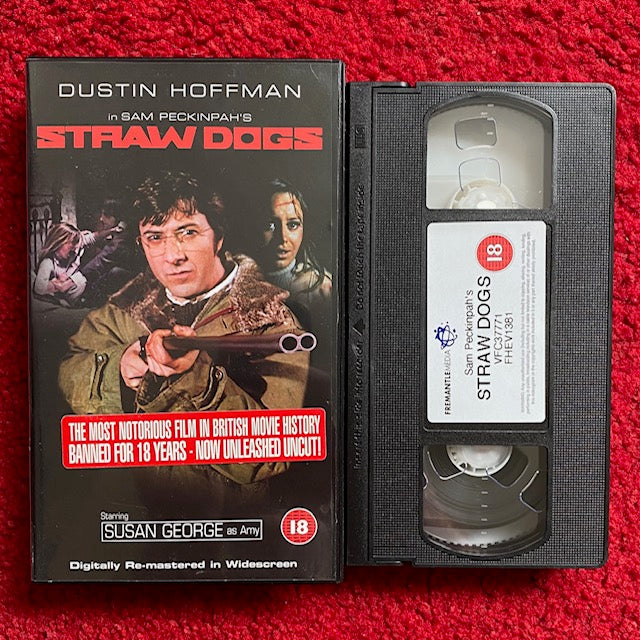 DUSTIN HOFFMAN
in SAM PECKINPAH'S
STRAW DOGS
THE MOST NOTORIOUS FILM IN BRITISH MOVIE HISTORY
BANNED FOR 18 YEARS - NOW UNLEASHED UNCUT!
Starring
SUSAN GEORGE as Amy
18
Digitally Re-mastered in Widescreen
FREMANTLEMEDIA
Sam Peckinpah's
STRAW DOGS
VFC37771
FHEV1381
18